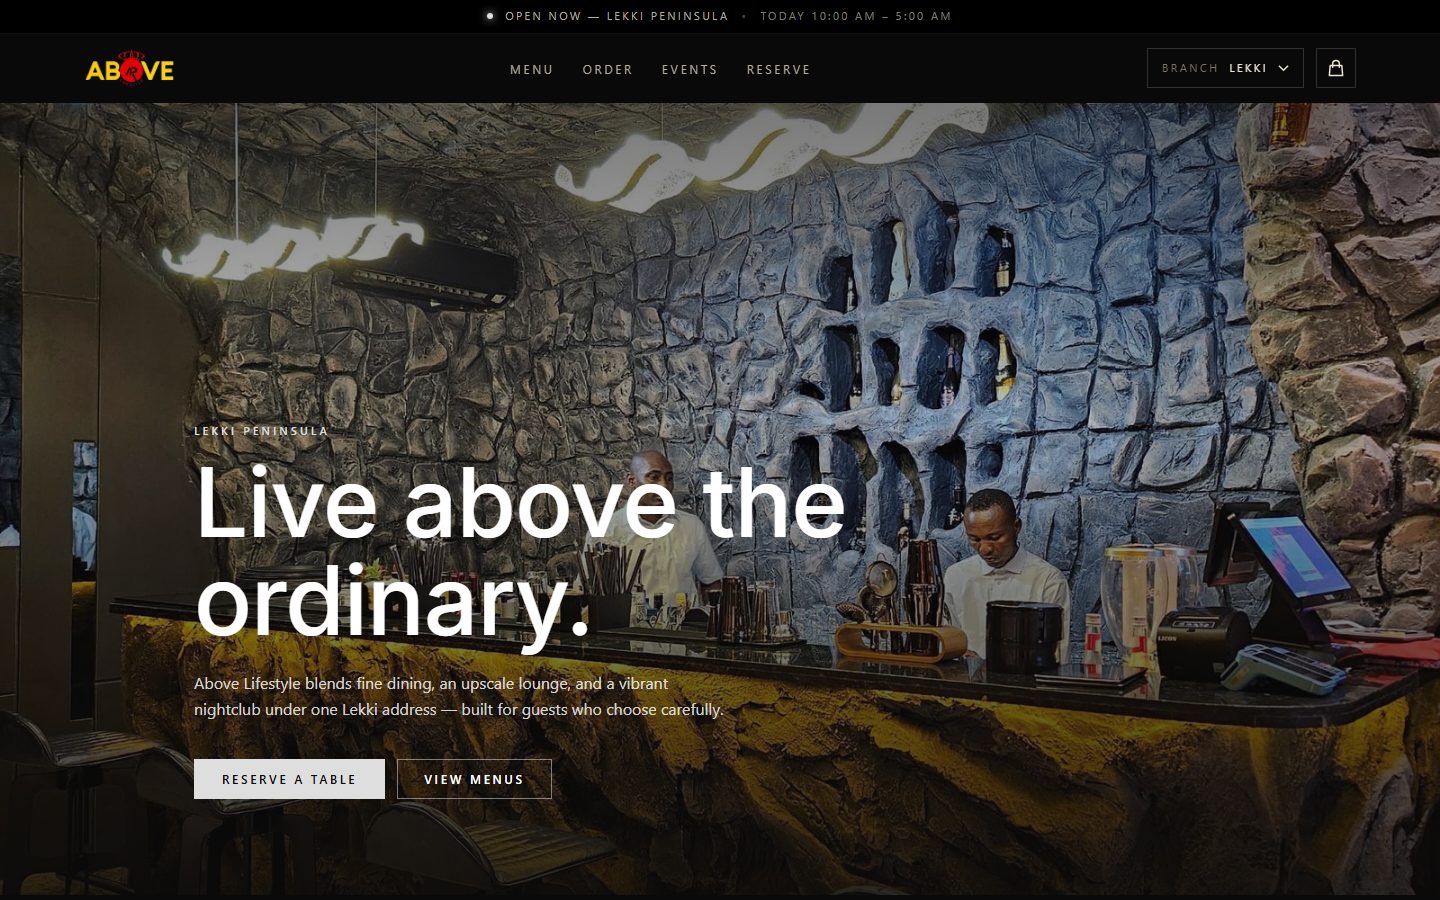 OPEN NOW — LEKKI PENINSULA • TODAY 10:00 AM – 5:00 AM
ABOVE
MENU ORDER EVENTS RESERVE
BRANCH LEKKI
LEKKI PENINSULA
Live above the
ordinary.
Above Lifestyle blends fine dining, an upscale lounge, and a vibrant
nightclub under one Lekki address — built for guests who choose carefully.
RESERVE A TABLE VIEW MENUS